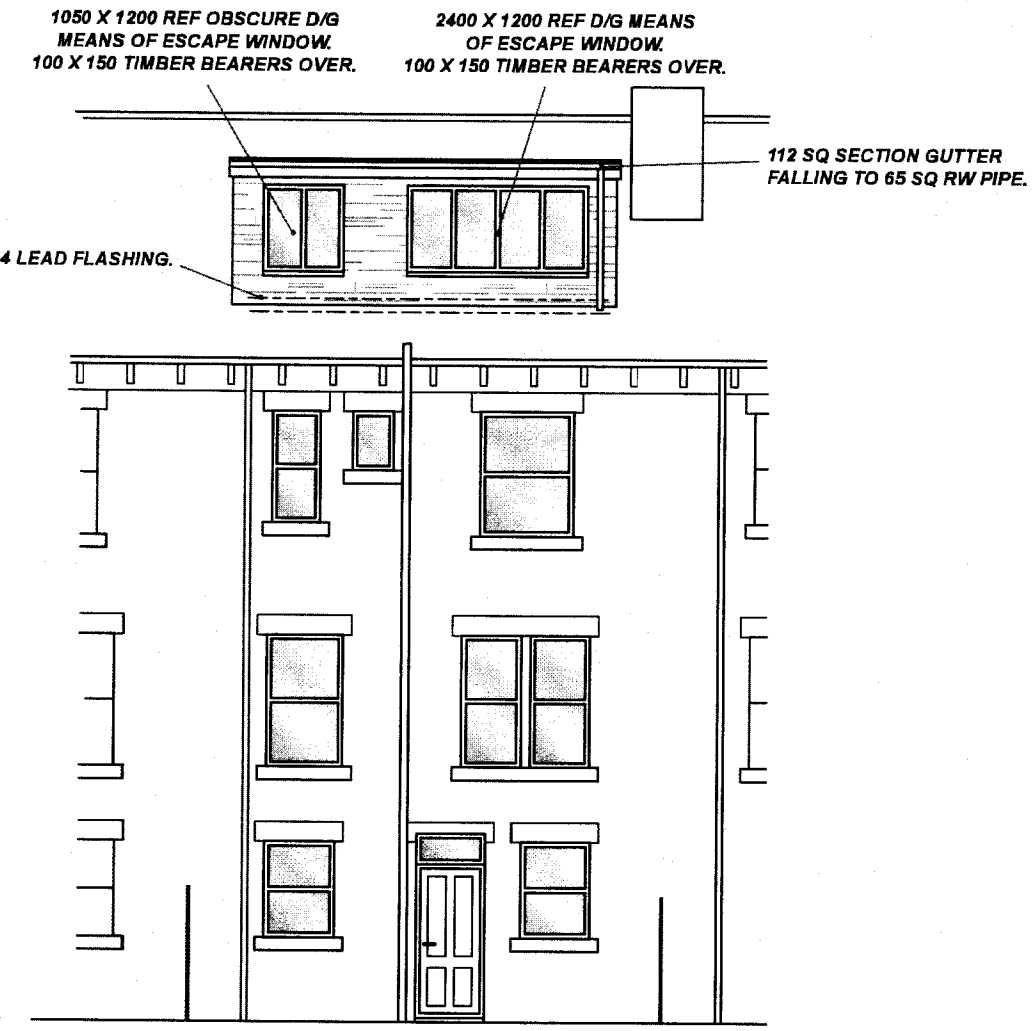 1050 X 1200 REF OBSCURE D/G
MEANS OF ESCAPE WINDOW.
100 X 150 TIMBER BEARERS OVER.
2400 X 1200 REF D/G MEANS
OF ESCAPE WINDOW.
100 X 150 TIMBER BEARERS OVER.
112 SQ SECTION GUTTER
FALLING TO 65 SQ RW PIPE.
4 LEAD FLASHING.